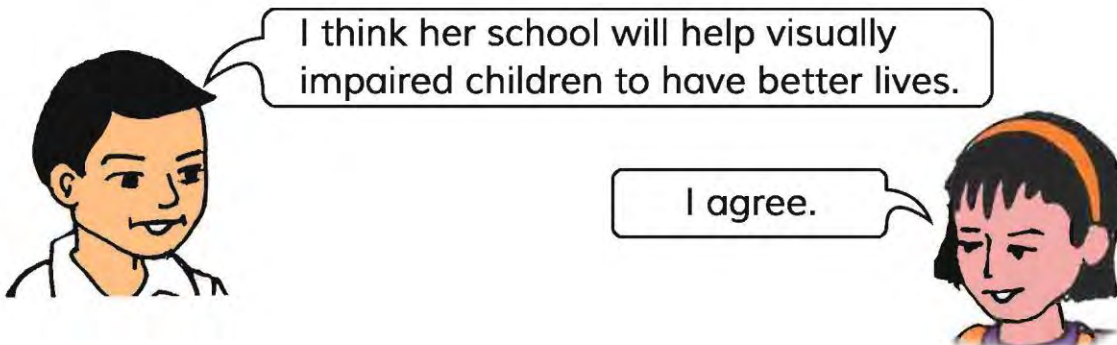 I think her school will help visually
impaired children to have better lives.
I agree.